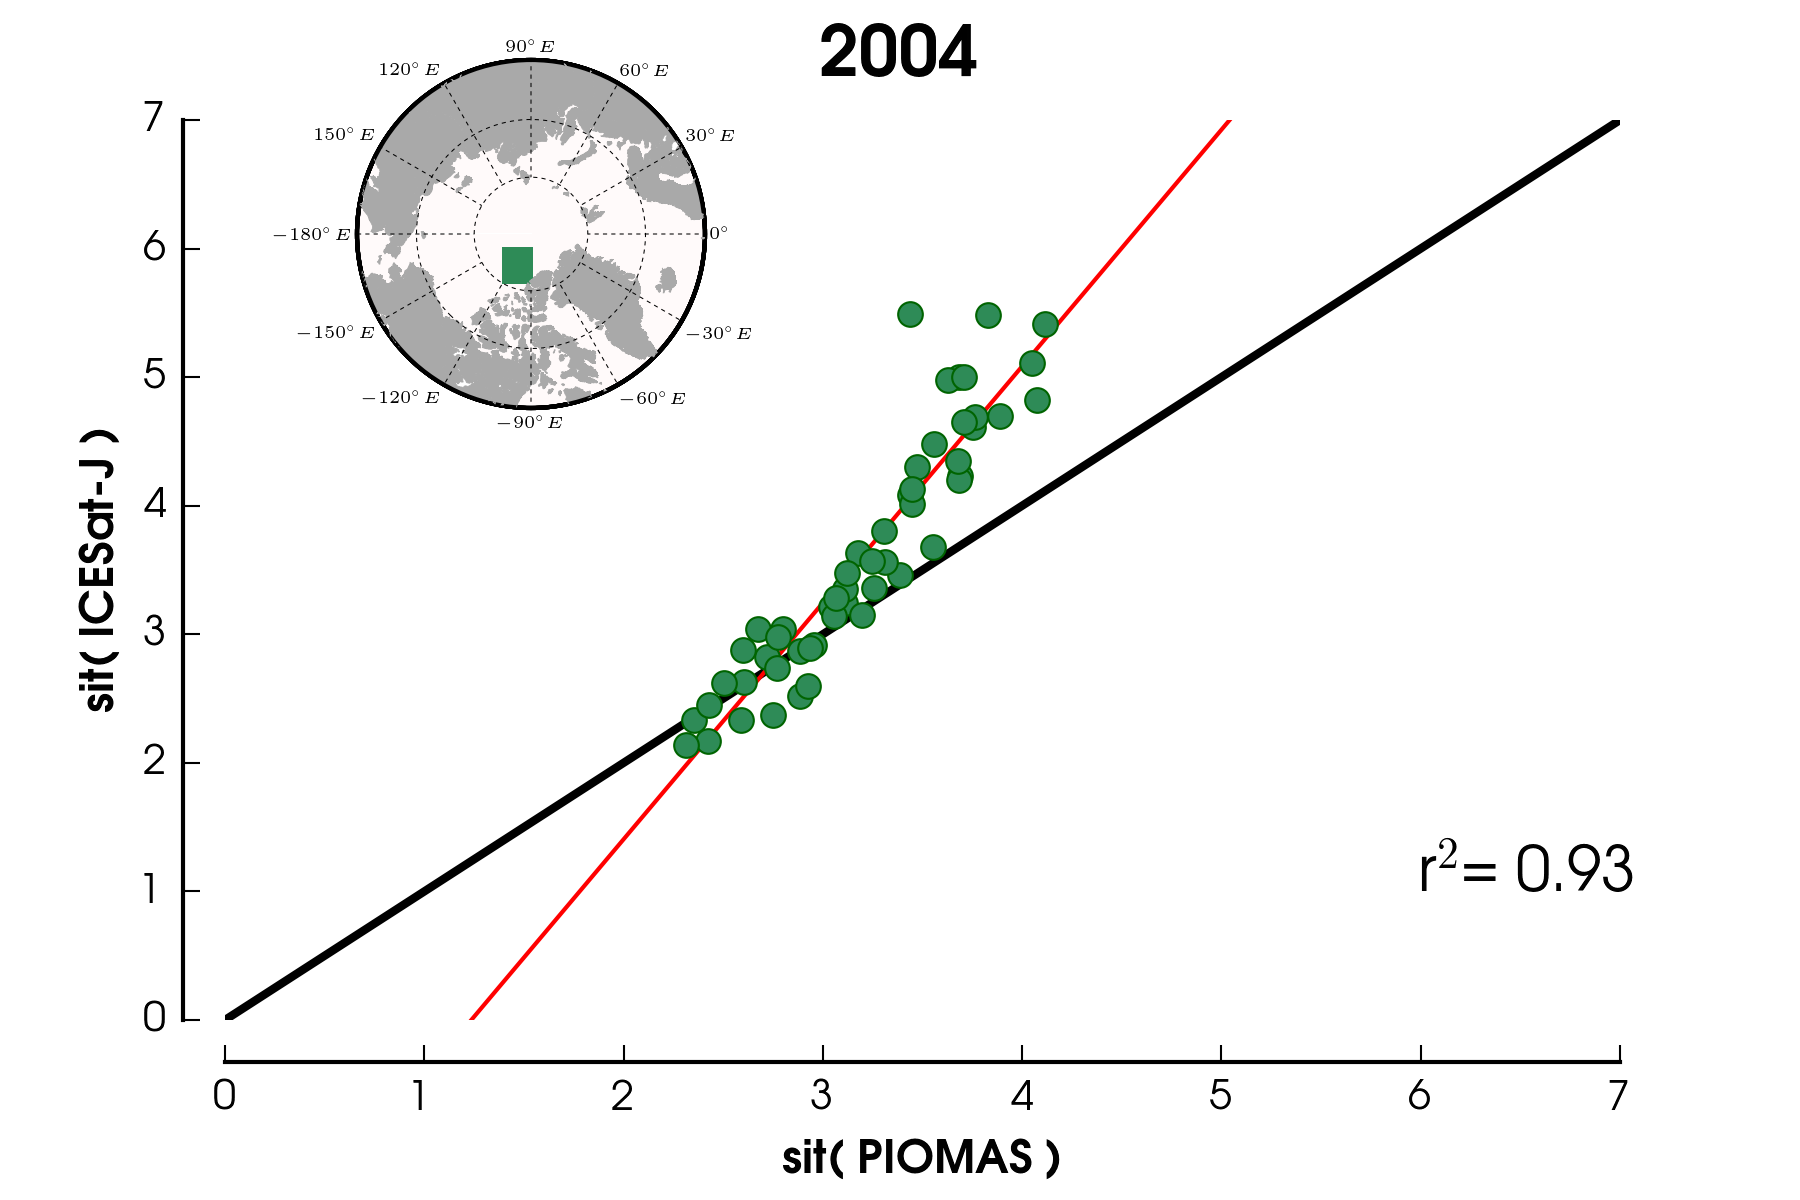 2004
90° E
120° E
60° E
150° E
30° E
−180° E
0°
−150° E
−30° E
−120° E
−60° E
−90° E
7
6
5
4
3
2
1
0
sit( ICESat-J )
r²= 0.93
0 1 2 3 4 5 6 7
sit( PIOMAS )